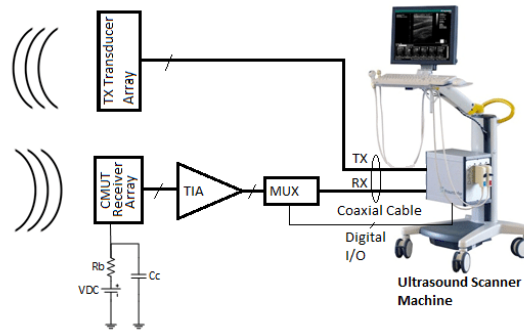 TX Transducer
Array
CMUT
Receiver
Array
TIA
MUX
TX
RX
Coaxial Cable
Digital
I/O
Rb
Cc
VDC
Ultrasound Scanner
Machine